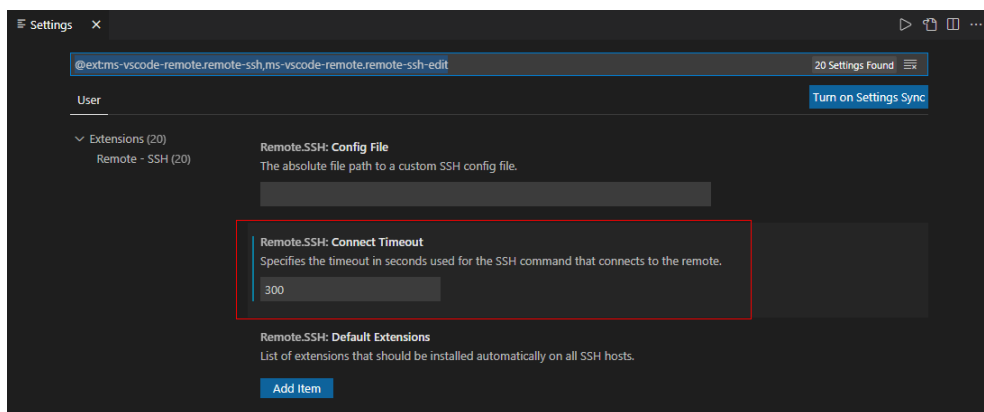 Settings
@ext:ms-vscode-remote.remote-ssh,ms-vscode-remote.remote-ssh-edit
20 Settings Found
User
Turn on Settings Sync
Extensions (20)
Remote - SSH (20)
Remote.SSH: Config File
The absolute file path to a custom SSH config file.
Remote.SSH: Connect Timeout
Specifies the timeout in seconds used for the SSH command that connects to the remote.
300
Remote.SSH: Default Extensions
List of extensions that should be installed automatically on all SSH hosts.
Add Item